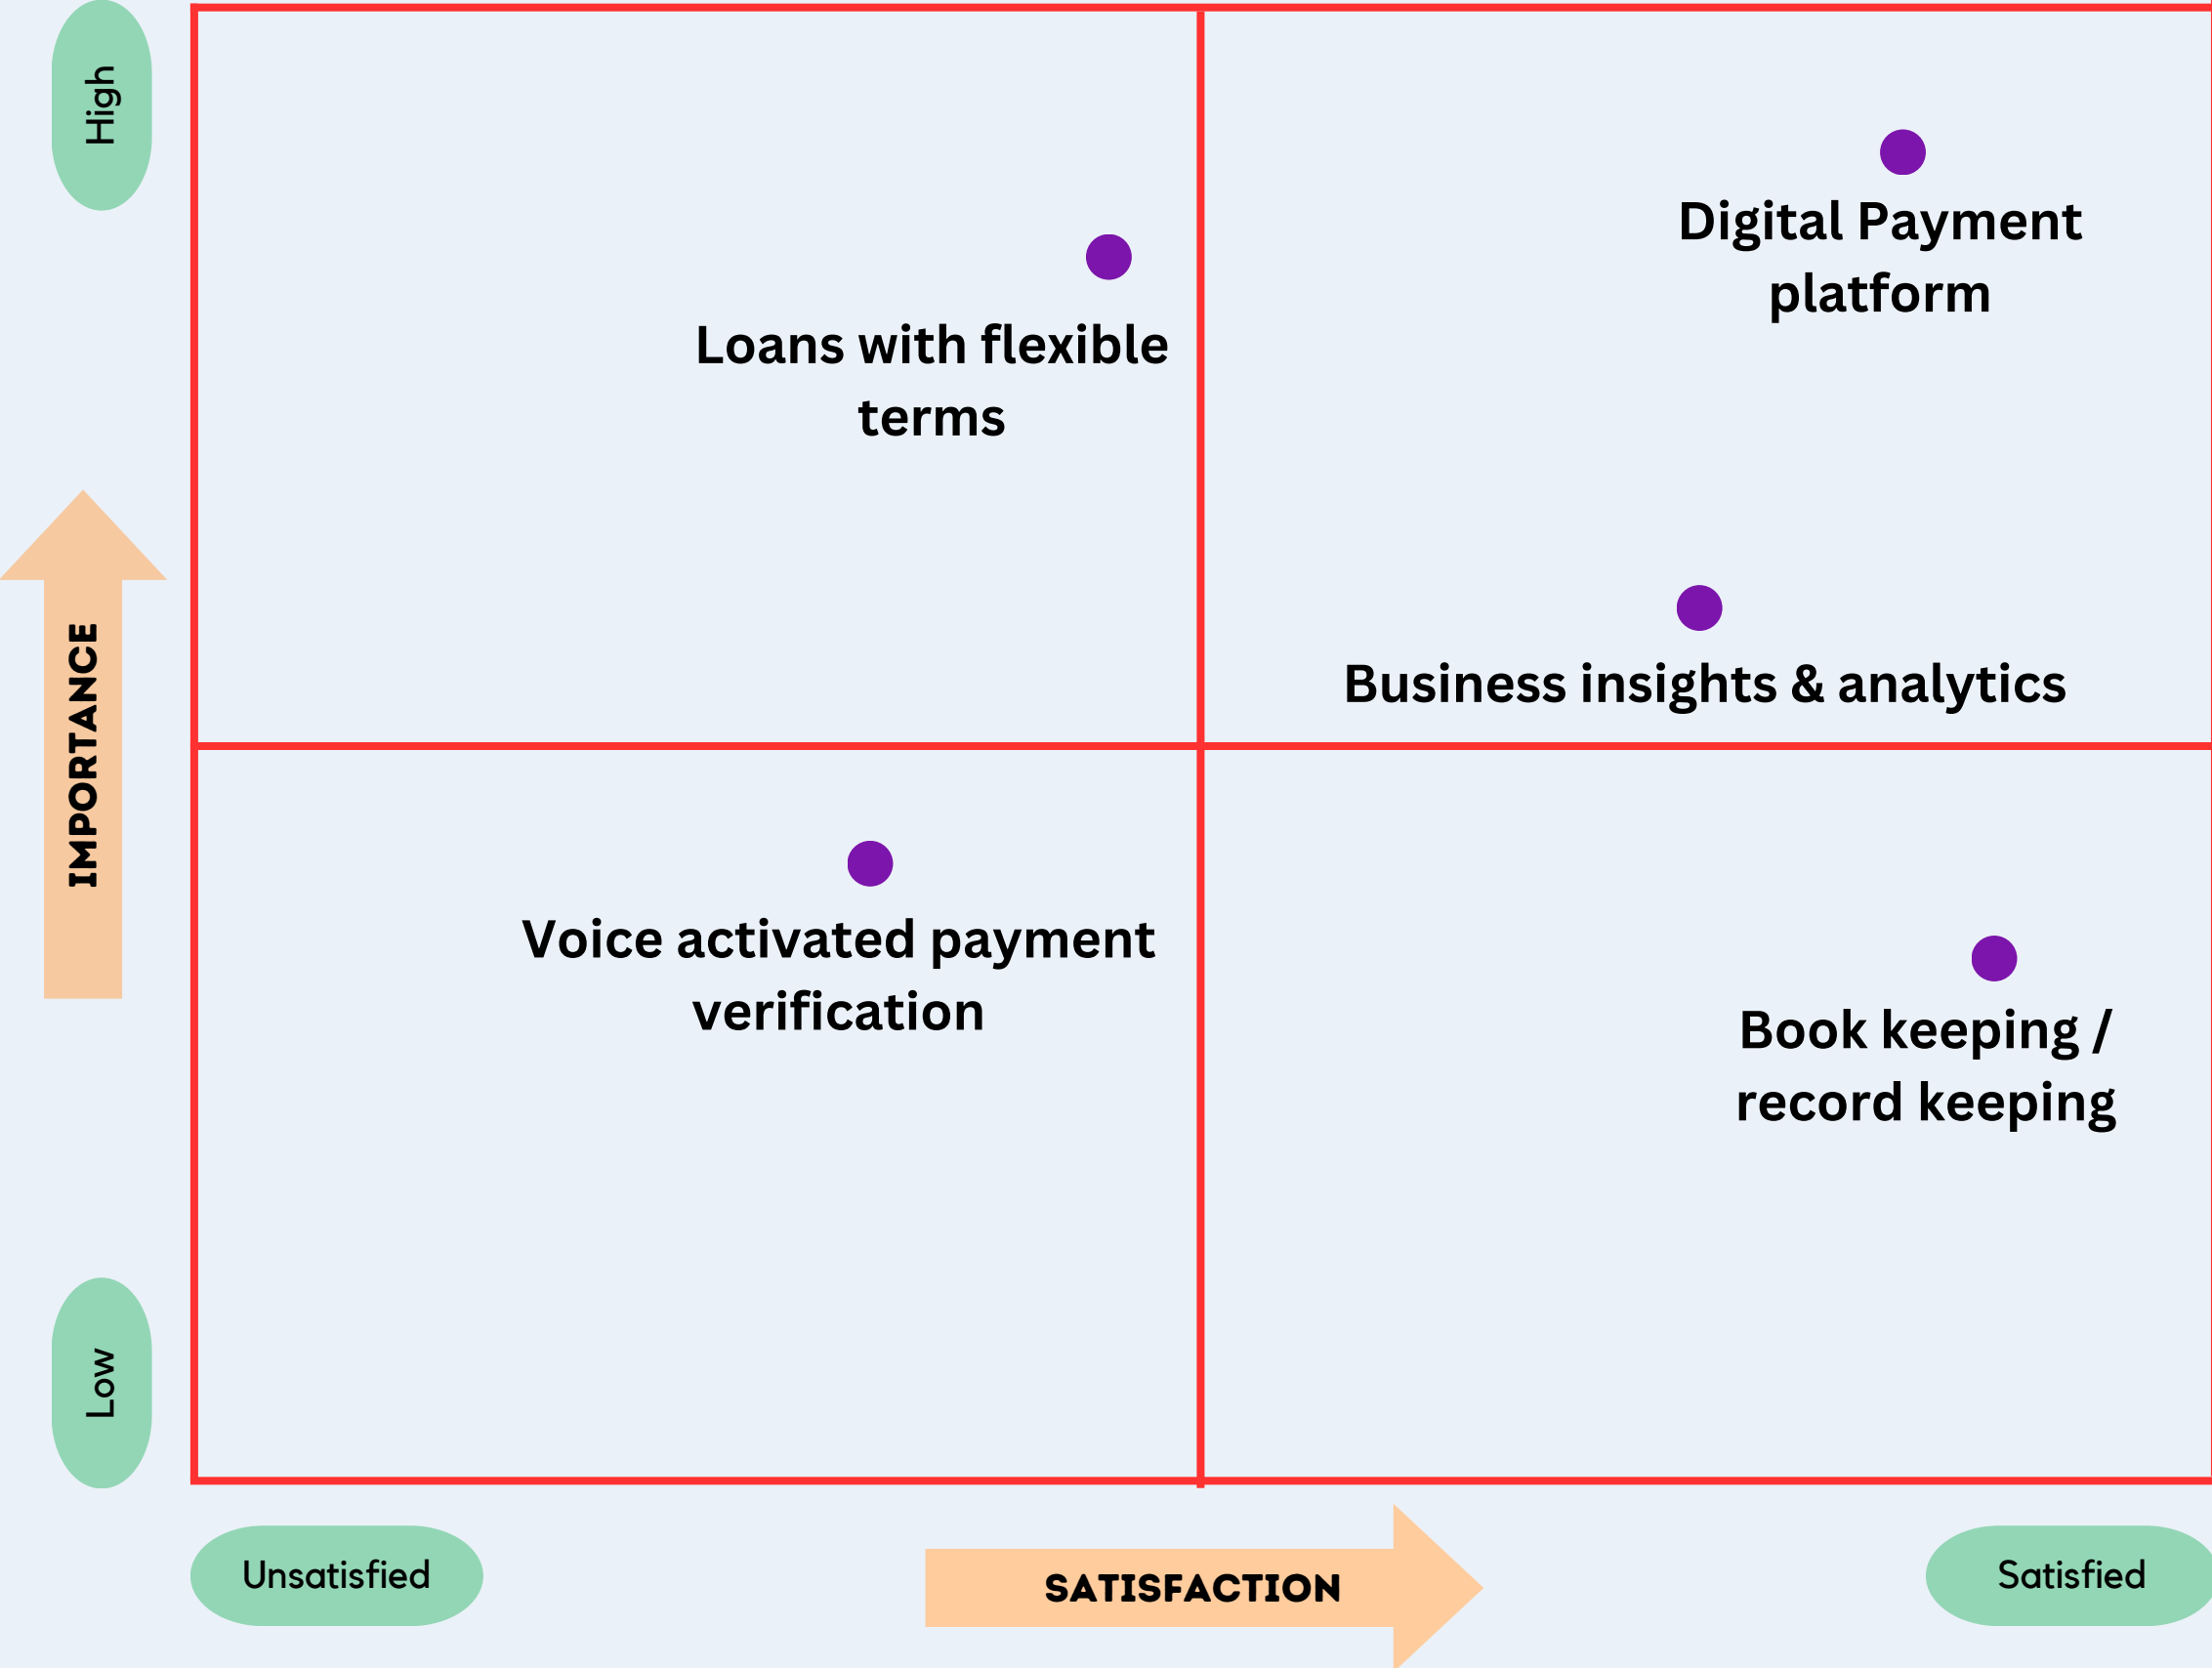 High
Digital Payment
platform
Loans with flexible
terms
Business insights & analytics
IMPORTANCE
Voice activated payment
verification
Book keeping /
record keeping
Low
Unsatisfied
SATISFACTION
Satisfied